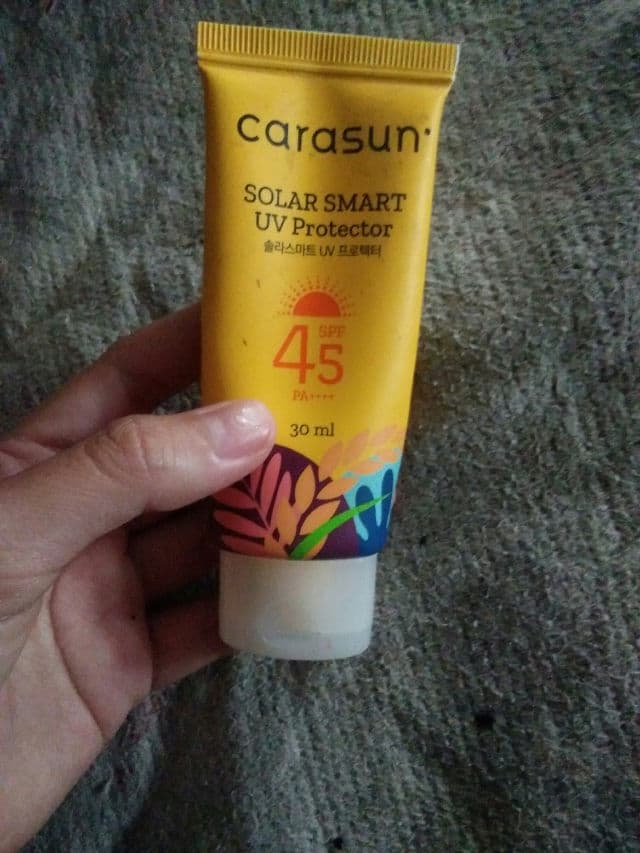 carasun
SOLAR SMART
UV Protector
솔라스마트 UV 프로텍터
SPF
45
PA++++
30 ml